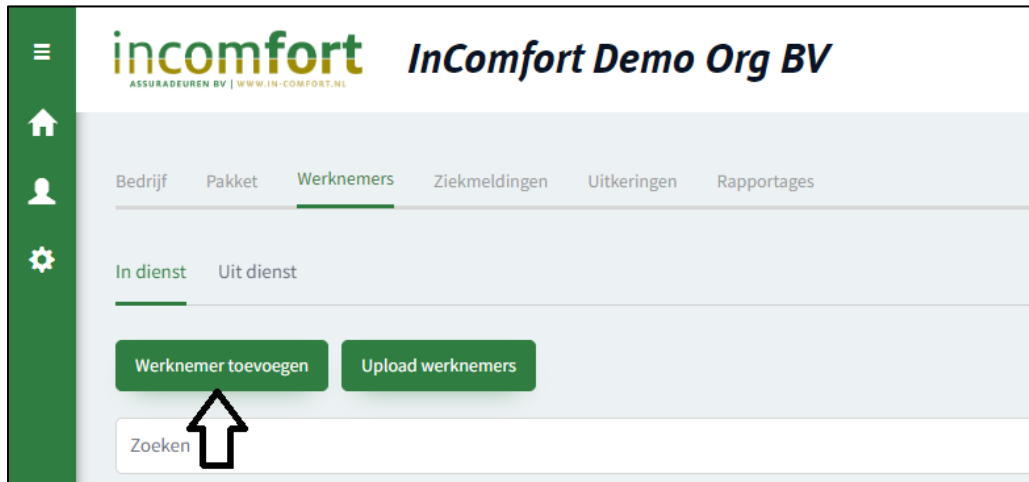 incomfort
ASSURADEUREN BV | WWW.IN-COMFORT.NL
InComfort Demo Org BV
Bedrijf Pakket Werknemers Ziekmeldingen Uitkeringen Rapportages
In dienst Uit dienst
Werknemer toevoegen Upload werknemers
Zoeken